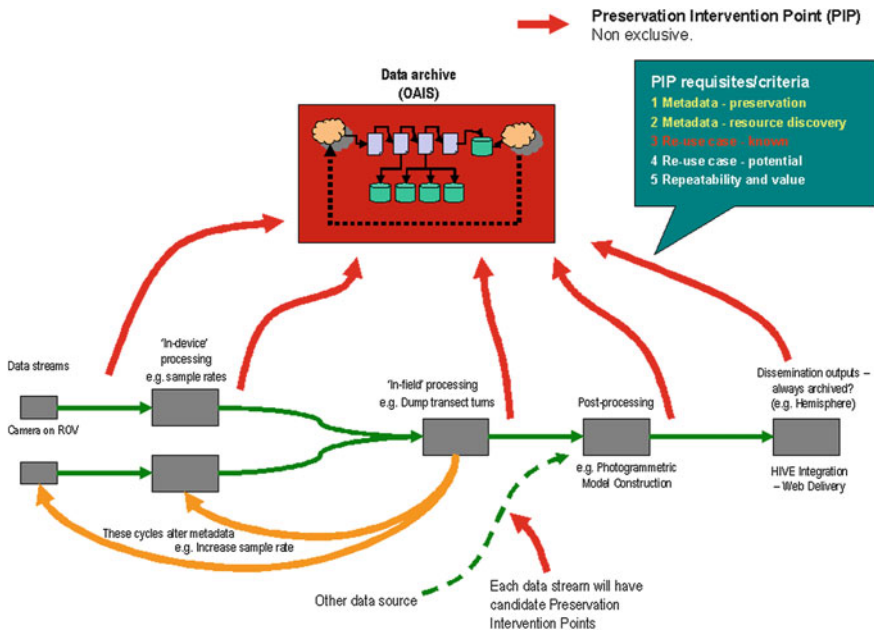 Preservation Intervention Point (PIP)
Non exclusive.
Data archive
(OAIS)
PIP requisites/criteria
1 Metadata - preservation
2 Metadata - resource discovery
3 Re-use case - known
4 Re-use case - potential
5 Repeatability and value
Data streams
Camera on ROV
'In-device'
processing
e.g. sample rates
'In-field' processing
e.g. Dump transect turns
Post-processing
e.g. Photogrammetric
Model Construction
Dissemination outputs –
always archived?
(e.g. Hemisphere)
HIVE Integration
– Web Delivery
These cycles alter metadata
e.g. Increase sample rate
Other data source
Each data stream will have
candidate Preservation
Intervention Points